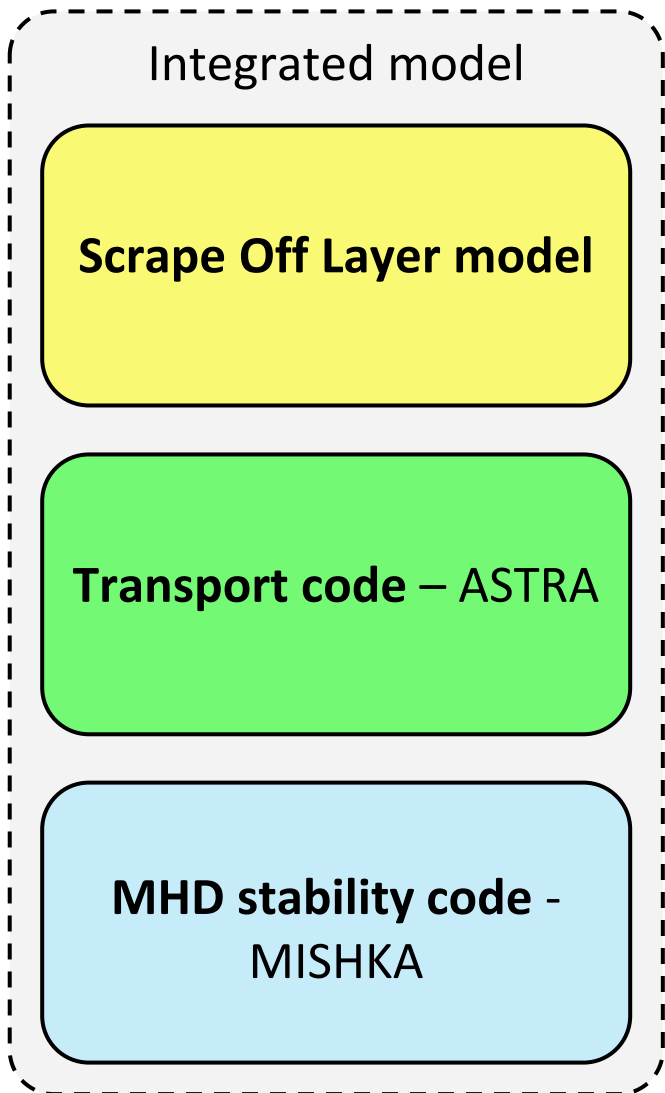 Integrated model
Scrape Off Layer model
Transport code – ASTRA
MHD stability code -
MISHKA